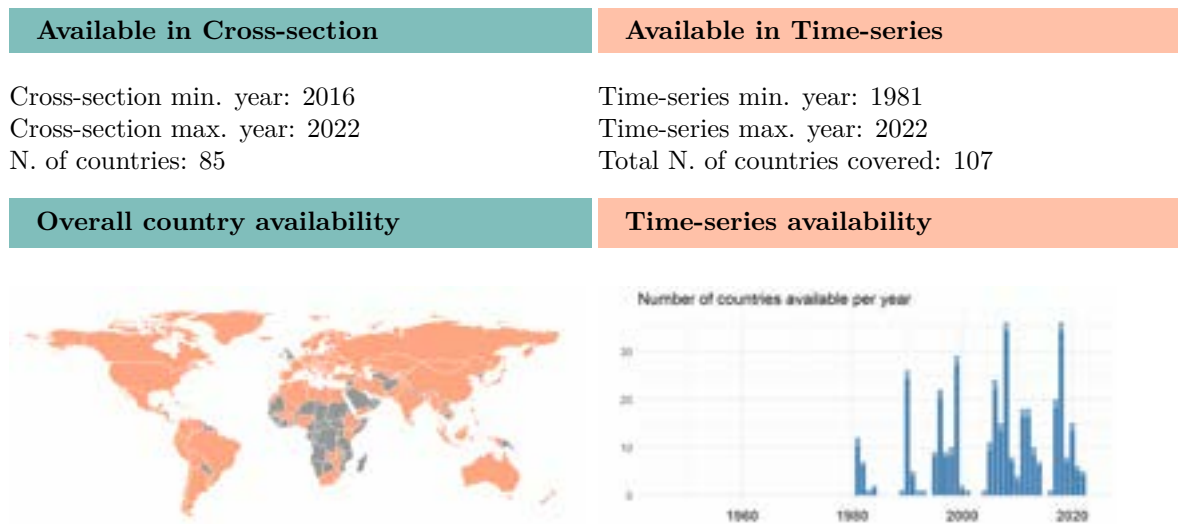 Available in Cross-section
Available in Time-series
Cross-section min. year: 2016
Cross-section max. year: 2022
N. of countries: 85
Time-series min. year: 1981
Time-series max. year: 2022
Total N. of countries covered: 107
Overall country availability
Time-series availability
Number of countries available per year
30
20
10
0
1960 1980 2000 2020